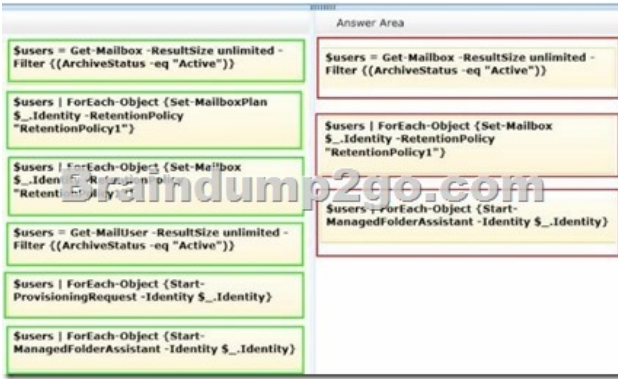 Answer Area
$users = Get-Mailbox -ResultSize unlimited -
Filter {(ArchiveStatus -eq "Active")}
$users | ForEach-Object {Set-MailboxPlan
$_.Identity -RetentionPolicy
"RetentionPolicy1"}
$users | ForEach-Object {Set-Mailbox
$_.Identity -RetentionPolicy
"RetentionPolicy1"}
$users = Get-MailUser -ResultSize unlimited -
Filter {(ArchiveStatus -eq "Active")}
$users | ForEach-Object {Start-
ProvisioningRequest -Identity $_.Identity}
$users | ForEach-Object {Start-
ManagedFolderAssistant -Identity $_.Identity}
$users = Get-Mailbox -ResultSize unlimited -
Filter {(ArchiveStatus -eq "Active")}
$users | ForEach-Object {Set-Mailbox
$_.Identity -RetentionPolicy
"RetentionPolicy1"}
$users | ForEach-Object {Start-
ManagedFolderAssistant -Identity $_.Identity}
Braindump2go.com